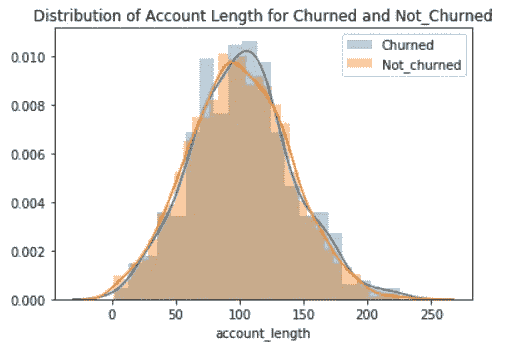 Distribution of Account Length for Churned and Not_Churned
Churned
Not_churned
0.010
0.008
0.006
0.004
0.002
0.000
0 50 100 150 200 250
account_length